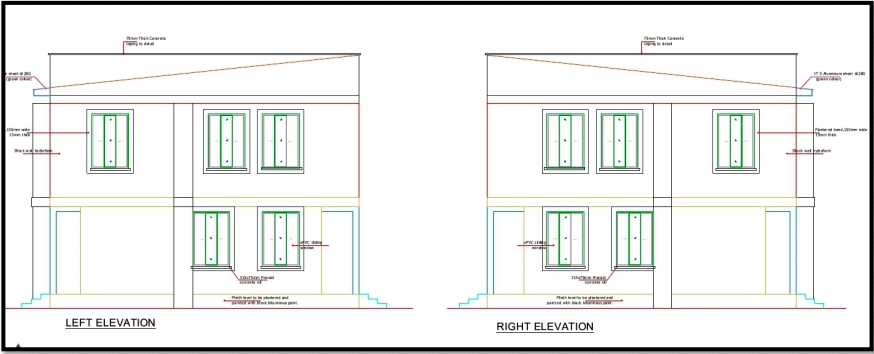 75mm Thick Concrete
coping to detail
sheet @28G
(green colour)
150mm wide
15mm thick
Block wall hydraform
uPVC sliding
window
225x75mm Precast
concrete cill
Plinth level to be plastered and
painted with black bituminous paint.
LEFT ELEVATION
75mm Thick Concrete
coping to detail
IT 5 Aluminium sheet @28G
(green colour)
Plastered band,150mm wide
15mm thick
Block wall hydraform
uPVC sliding
window
Precast
concrete cill
Plinth level to be plastered and
painted with black bituminous paint.
RIGHT ELEVATION